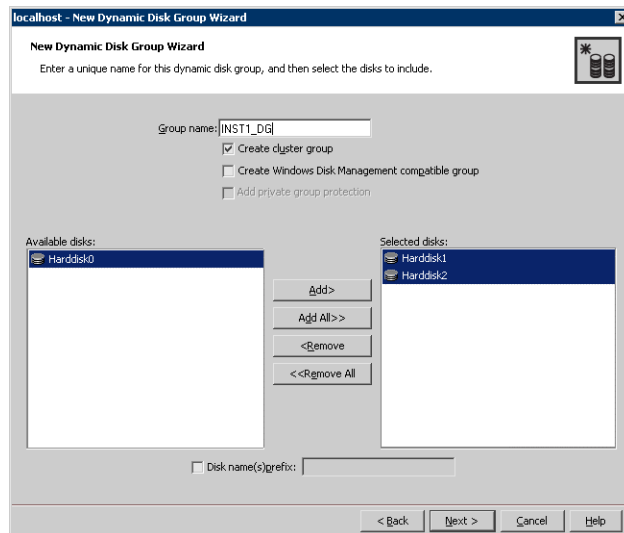 localhost - New Dynamic Disk Group Wizard
New Dynamic Disk Group Wizard
Enter a unique name for this dynamic disk group, and then select the disks to include.
Group name: INST1_DG
Create cluster group
Create Windows Disk Management compatible group
Add private group protection
Available disks:
Harddisk0
Add>
Add All>>
<Remove
<<Remove All
Selected disks:
Harddisk1
Harddisk2
Disk name(s)prefix:
< Back
Next >
Cancel
Help